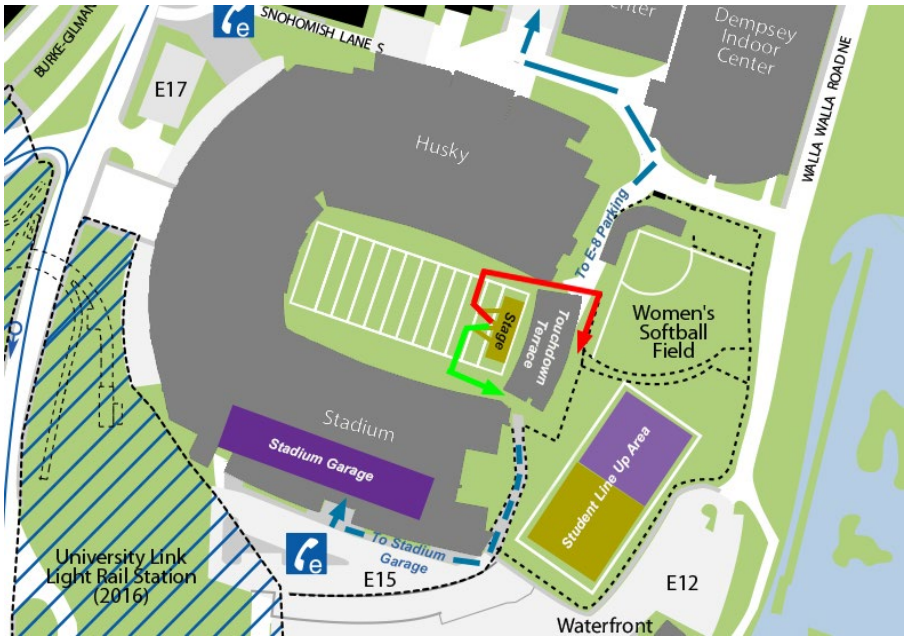 SNOHOMISH LANE S
Center
Dempsey
Indoor
Center
BURKE-GILMAN
E17
WALLA WALLA ROAD NE
Husky
To E-8 Parking
Stage
Touchdown
Terrace
Women's
Softball
Field
Stadium
Stadium Garage
Student Line Up Area
University Link
Light Rail Station
(2016)
e
e
To Stadium
Garage
E15
E12
Waterfront